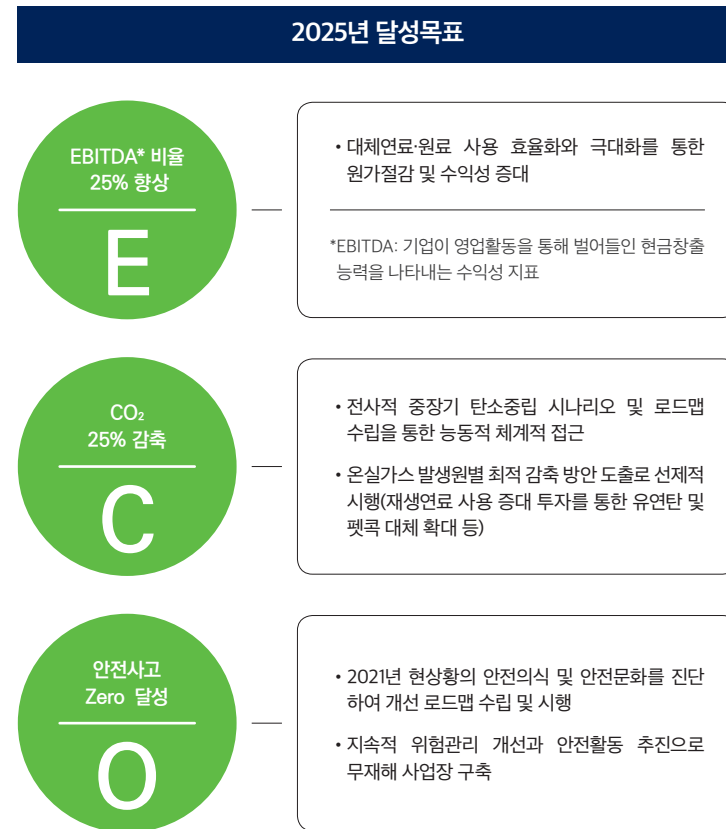 2025년 달성목표
EBITDA* 비율
25% 향상
E
• 대체연료·원료 사용 효율화와 극대화를 통한
원가절감 및 수익성 증대
*EBITDA: 기업이 영업활동을 통해 벌어들인 현금창출
능력을 나타내는 수익성 지표
CO₂
25% 감축
C
• 전사적 중장기 탄소중립 시나리오 및 로드맵
수립을 통한 능동적 체계적 접근
• 온실가스 발생원별 최적 감축 방안 도출로 선제적
시행(재생연료 사용 증대 투자를 통한 유연탄 및
펫콕 대체 확대 등)
안전사고
Zero 달성
O
• 2021년 현상황의 안전의식 및 안전문화를 진단
하여 개선 로드맵 수립 및 시행
• 지속적 위험관리 개선과 안전활동 추진으로
무재해 사업장 구축